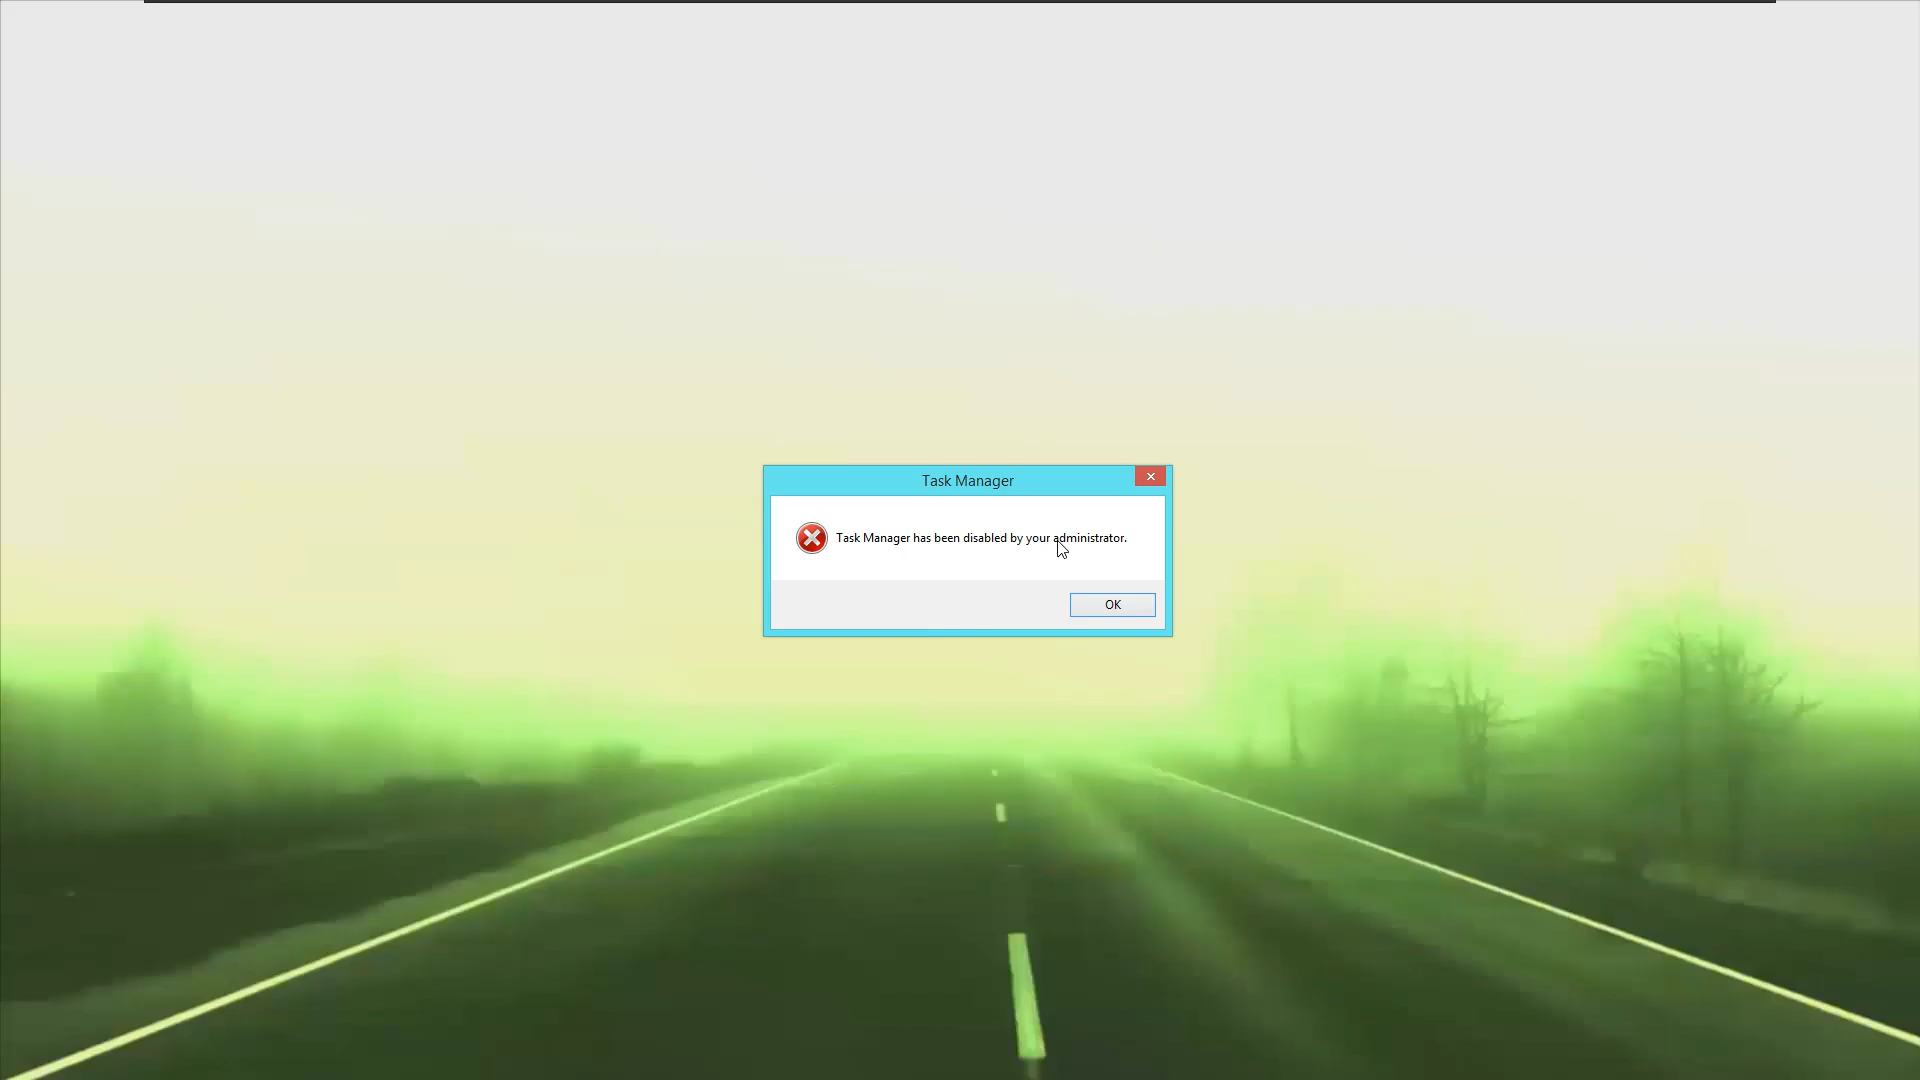 Task Manager
Task Manager has been disabled by your administrator.
OK